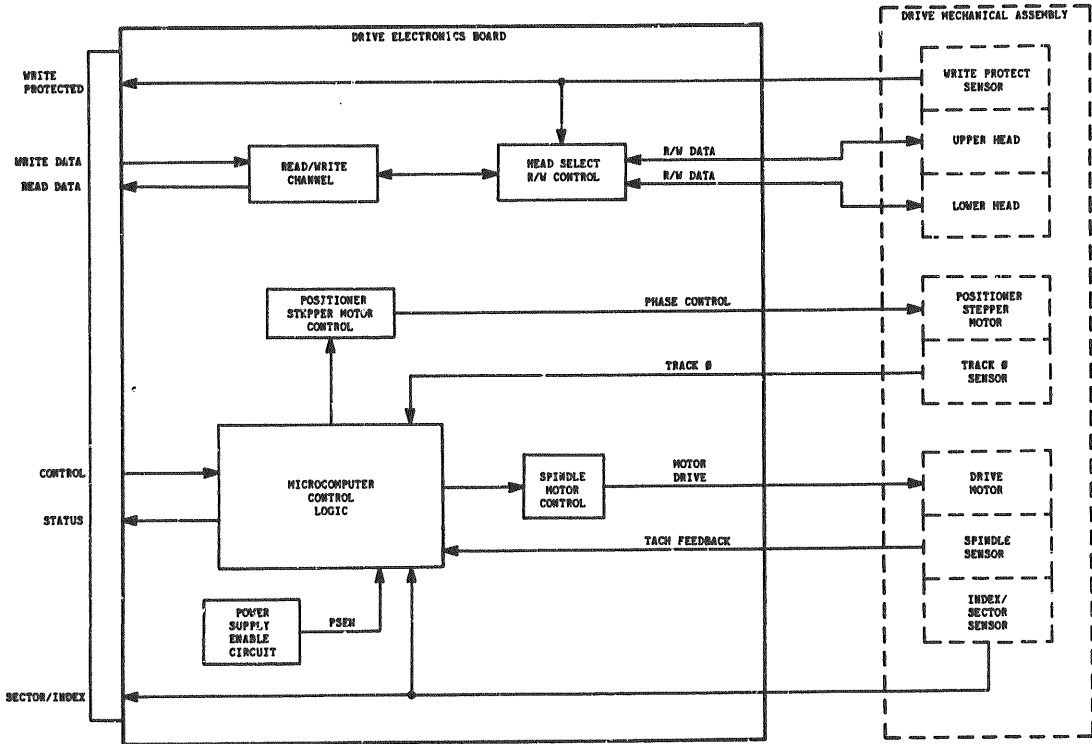 DRIVE MECHANICAL ASSEMBLY
DRIVE ELECTRONICS BOARD
WRITE
PROTECTED
WRITE PROTECT
SENSOR
WRITE DATA
READ DATA
READ/WRITE
CHANNEL
HEAD SELECT
R/W CONTROL
R/W DATA
R/W DATA
UPPER HEAD
LOWER HEAD
POSITIONER
STEPPER MOTOR
CONTROL
PHASE CONTROL
POSITIONER
STEPPER
MOTOR
TRACK Ø
TRACK Ø
SENSOR
CONTROL
STATUS
MICROCOMPUTER
CONTROL
LOGIC
SPINDLE
MOTOR
CONTROL
MOTOR
DRIVE
DRIVE
MOTOR
TACH FEEDBACK
SPINDLE
SENSOR
INDEX/
SECTOR
SENSOR
POWER
SUPPLY
ENABLE
CIRCUIT
PSEN
SECTOR/INDEX